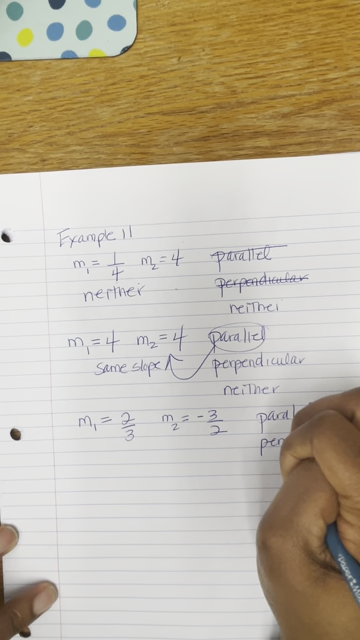 Example 11
m₁ = 1/4 m₂ = 4 parallel
perpendicular
neither
neither
m₁ = 4 m₂ = 4 parallel
same slope perpendicular
neither
m₁ = 2/3 m₂ = -3/2